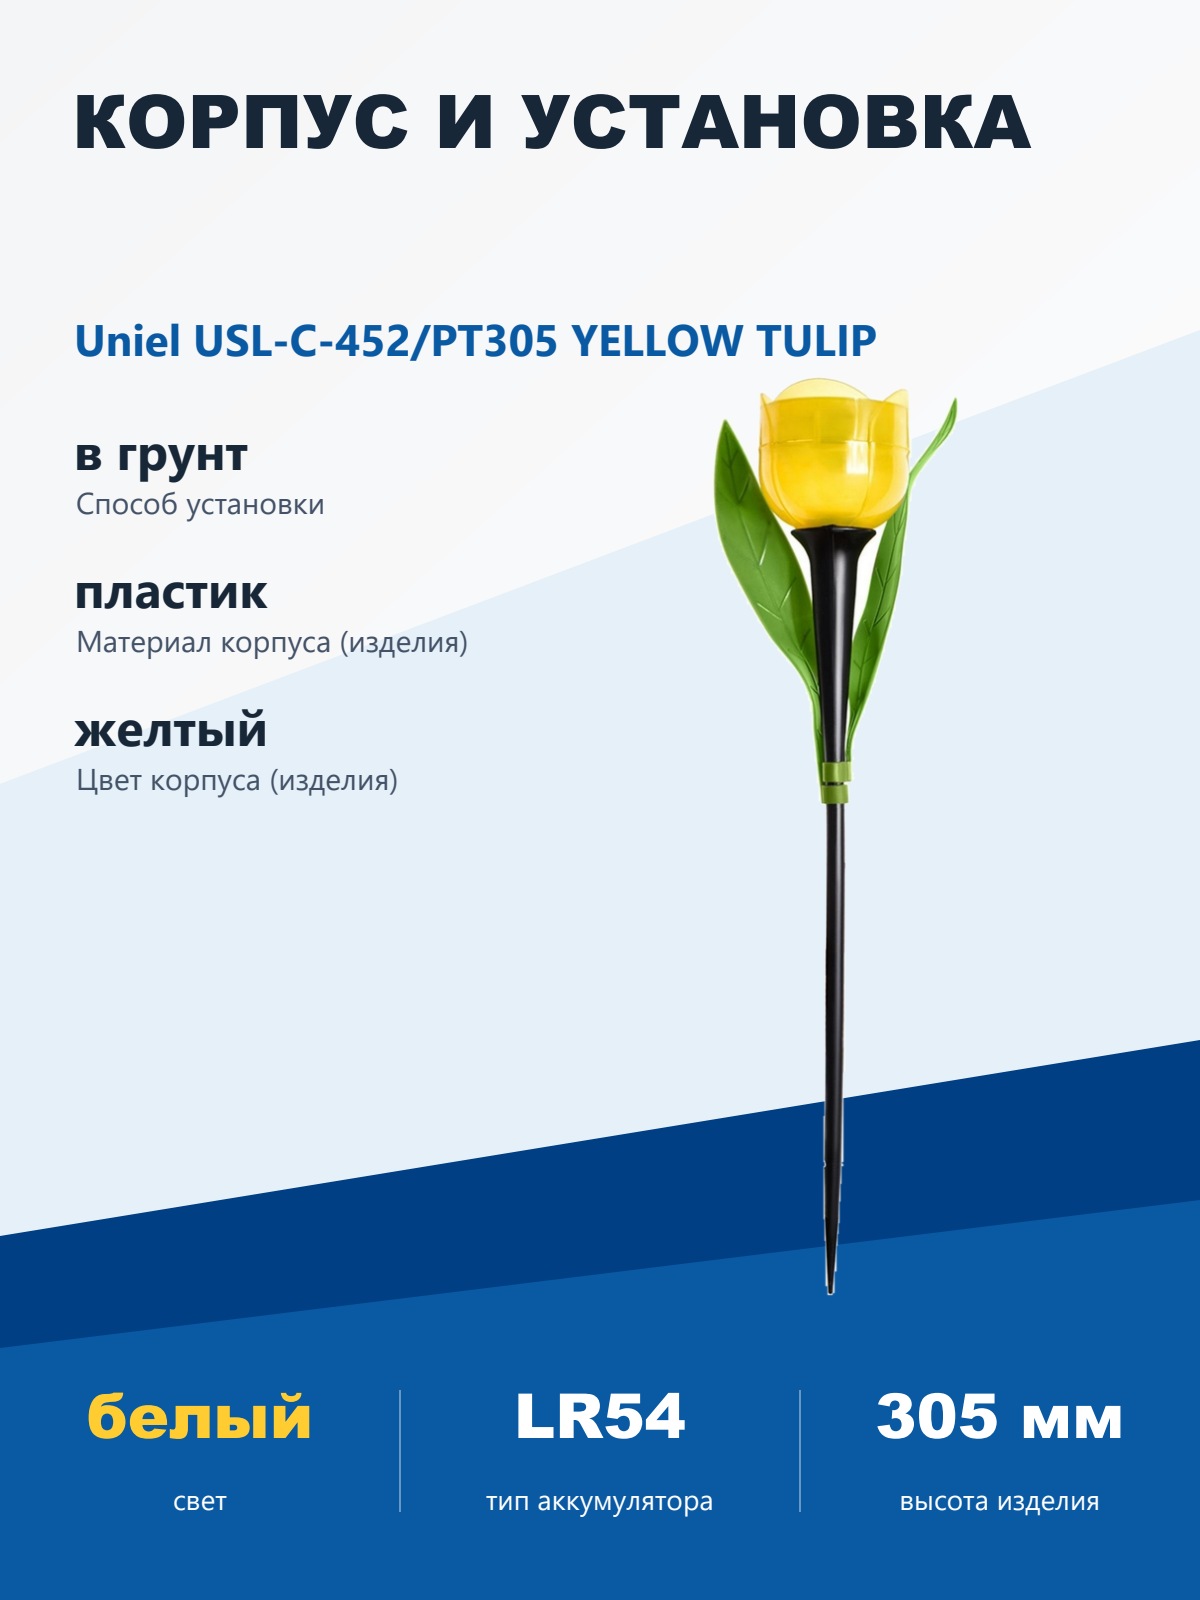 КОРПУС И УСТАНОВКА
Uniel USL-C-452/PT305 YELLOW TULIP
в грунт
Способ установки
пластик
Материал корпуса (изделия)
желтый
Цвет корпуса (изделия)
белый
свет
LR54
тип аккумулятора
305 мм
высота изделия